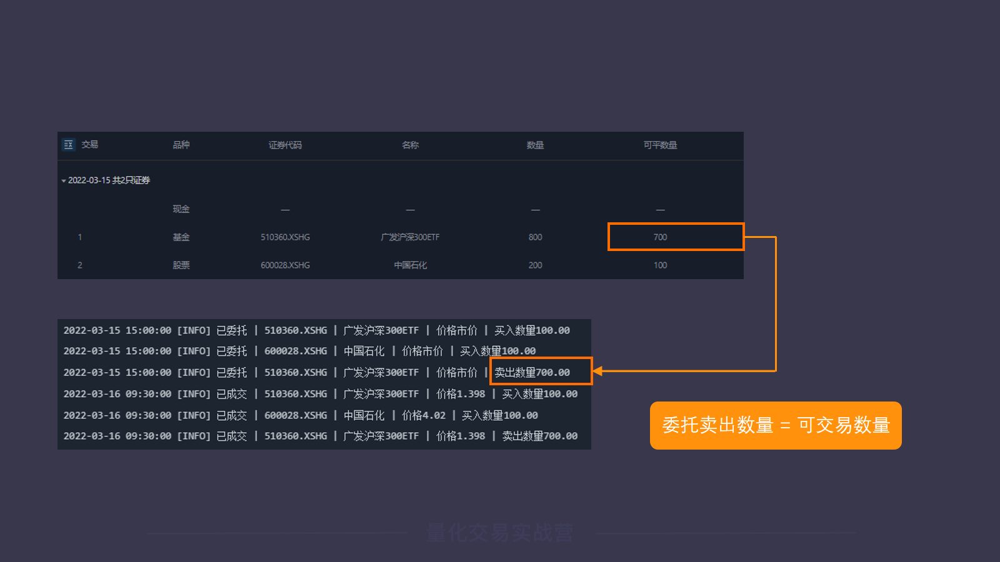 交易 品种 证券代码 名称 数量 可平数量
2022-03-15 共2只证券
现金 — — — —
1 基金 510360.XSHG 广发沪深300ETF 800 700
2 股票 600028.XSHG 中国石化 200 100
2022-03-15 15:00:00 [INFO] 已委托 | 510360.XSHG | 广发沪深300ETF | 价格市价 | 买入数量100.00
2022-03-15 15:00:00 [INFO] 已委托 | 600028.XSHG | 中国石化 | 价格市价 | 买入数量100.00
2022-03-15 15:00:00 [INFO] 已委托 | 510360.XSHG | 广发沪深300ETF | 价格市价 | 卖出数量700.00
2022-03-16 09:30:00 [INFO] 已成交 | 510360.XSHG | 广发沪深300ETF | 价格1.398 | 买入数量100.00
2022-03-16 09:30:00 [INFO] 已成交 | 600028.XSHG | 中国石化 | 价格4.02 | 买入数量100.00
2022-03-16 09:30:00 [INFO] 已成交 | 510360.XSHG | 广发沪深300ETF | 价格1.398 | 卖出数量700.00
委托卖出数量 = 可交易数量
量化交易实战营